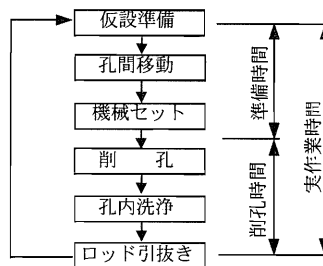 仮設準備
孔間移動
機械セット
削　　孔
孔内洗浄
ロッド引抜き
準備時間
削孔時間
実作業時間